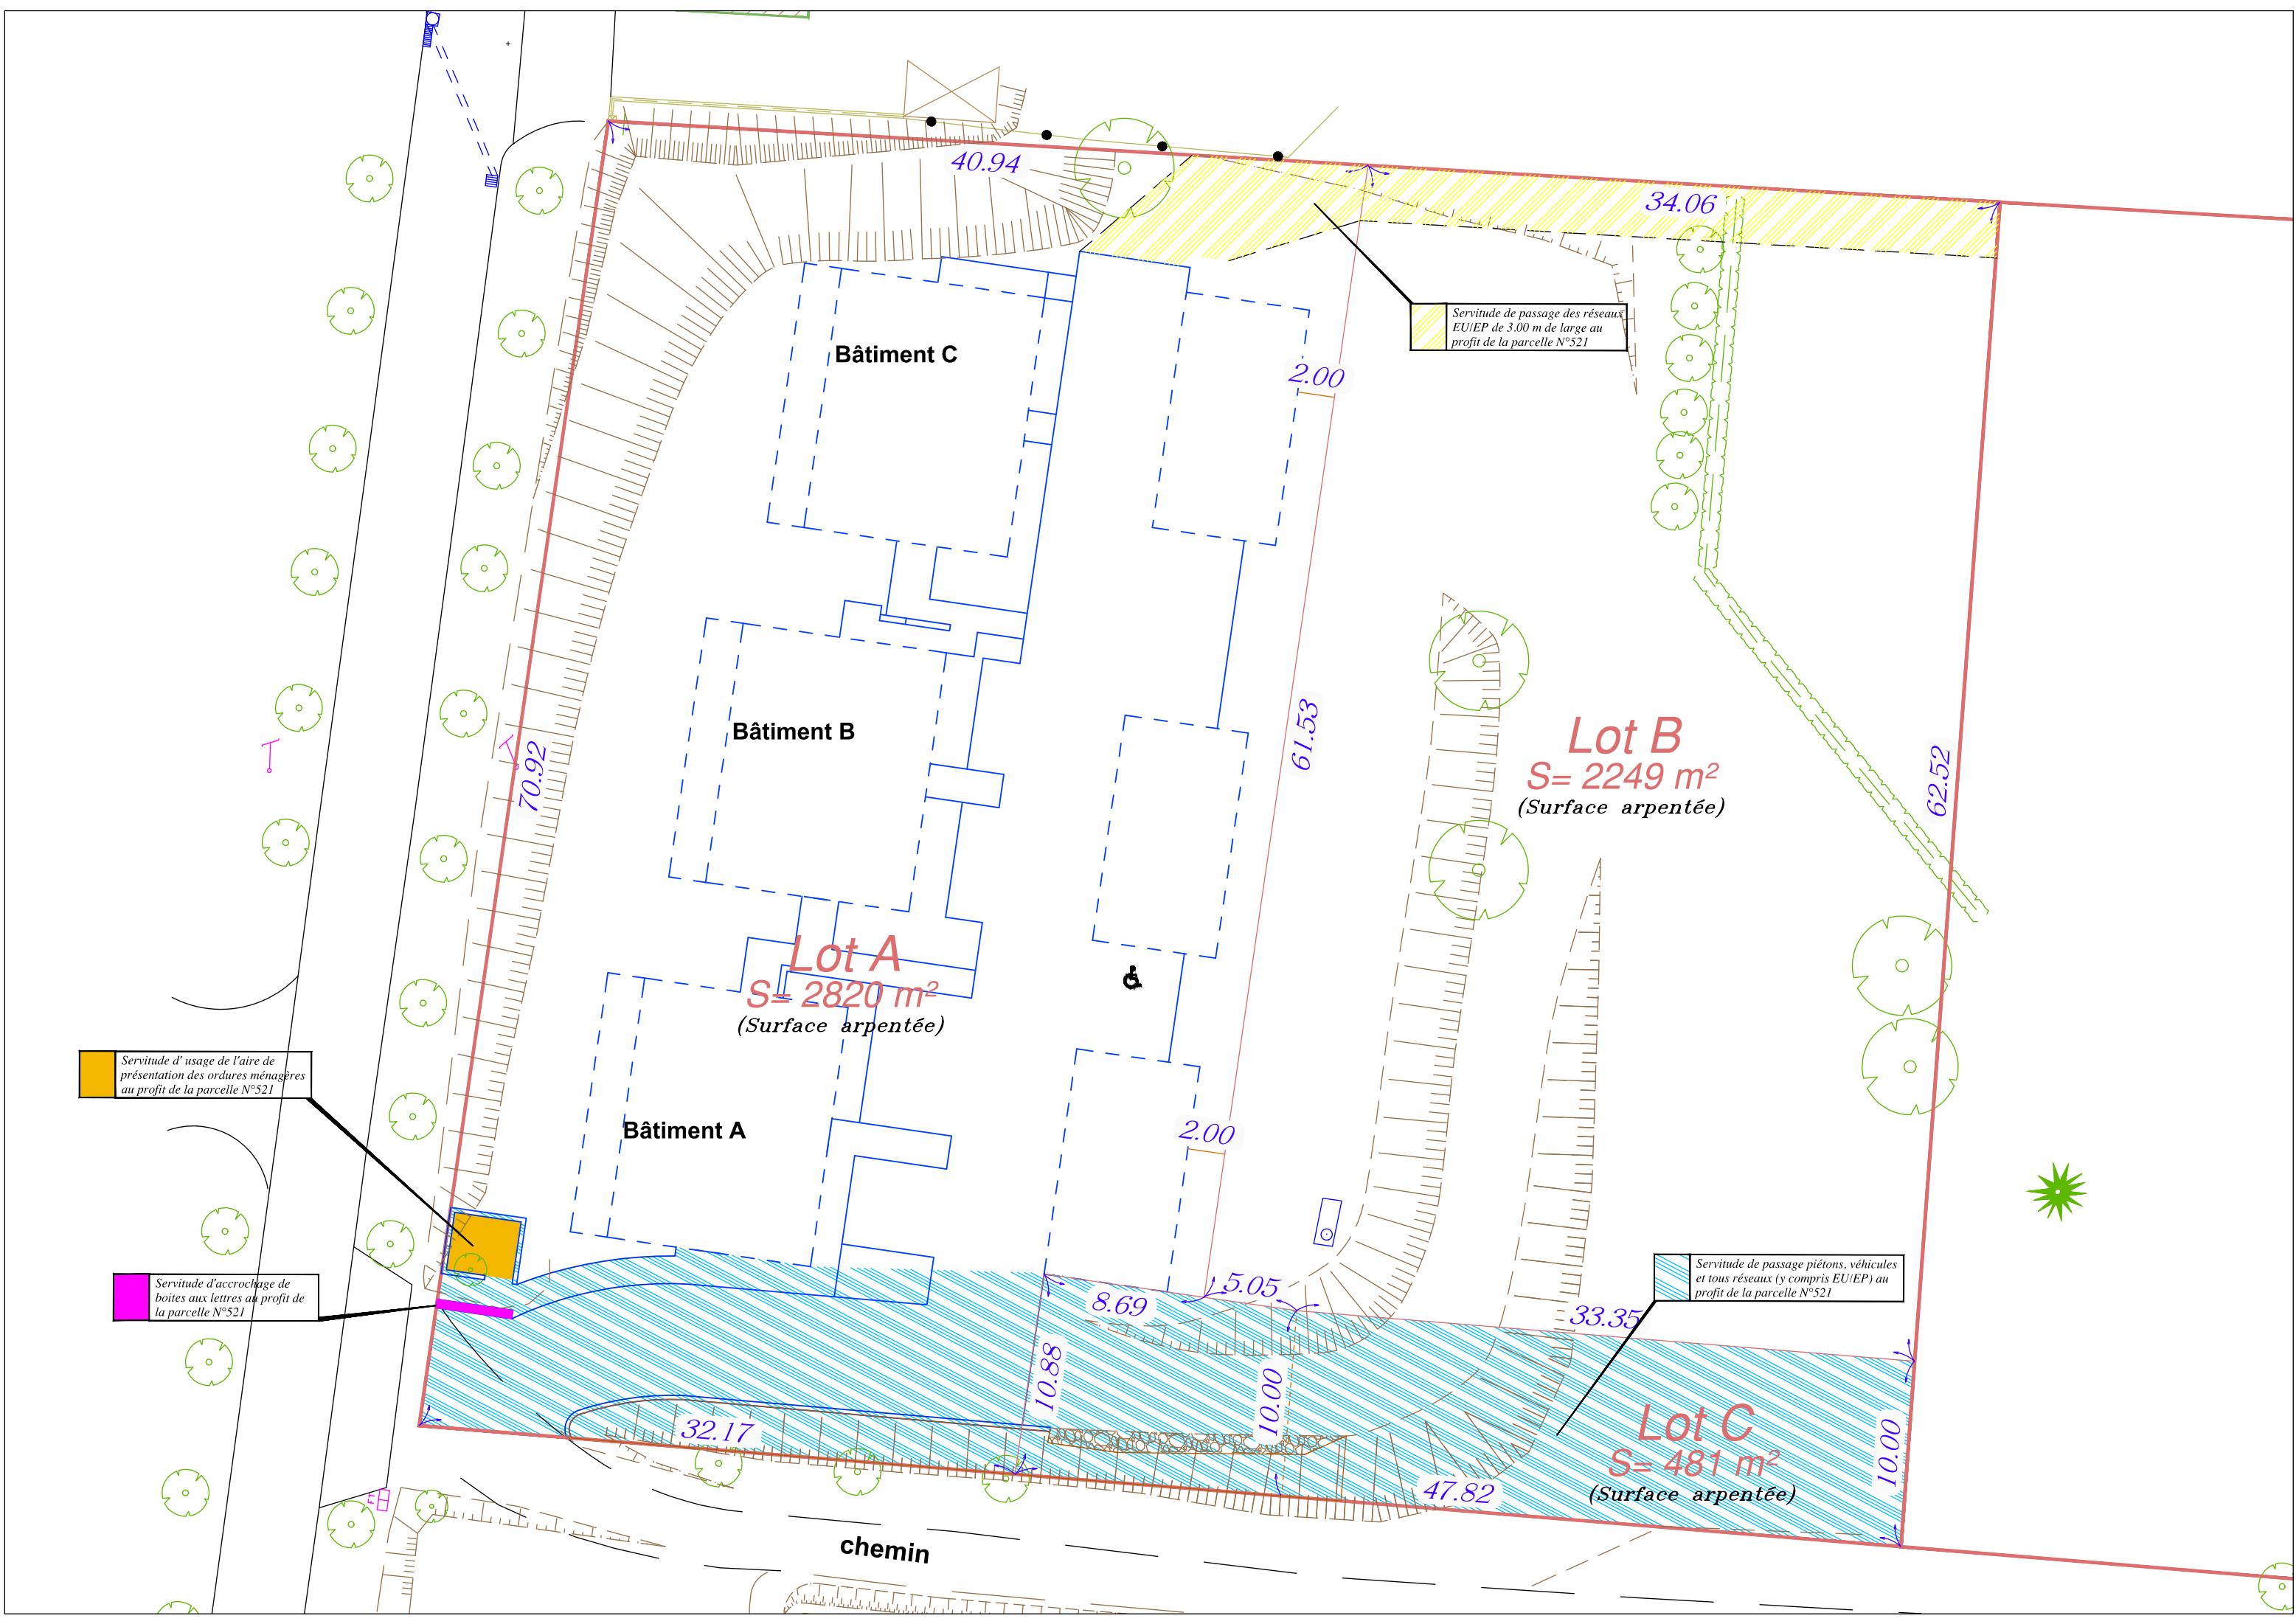 40.94
34.06
Servitude de passage des réseaux
EU/EP de 3.00 m de large au
profit de la parcelle N°521
Bâtiment C
2.00
Bâtiment B
70.92
61.53
Lot B
S= 2249 m²
(Surface arpentée)
62.52
Lot A
S= 2820 m²
(Surface arpentée)
Servitude d' usage de l'aire de
présentation des ordures ménagères
au profit de la parcelle N°521
Bâtiment A
2.00
Servitude d'accrochage de
boites aux lettres au profit de
la parcelle N°521
8.69
5.05
33.35
Servitude de passage piétons, véhicules
et tous réseaux (y compris EU/EP) au
profit de la parcelle N°521
10.88
10.00
32.17
Lot C
S= 481 m²
(Surface arpentée)
10.00
47.82
FT
chemin